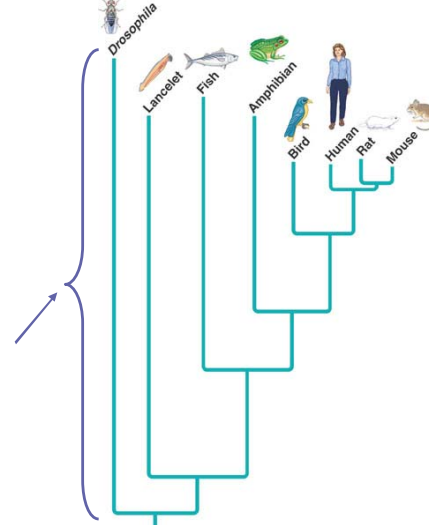 Drosophila
Lancelet
Fish
Amphibian
Bird
Human
Rat
Mouse